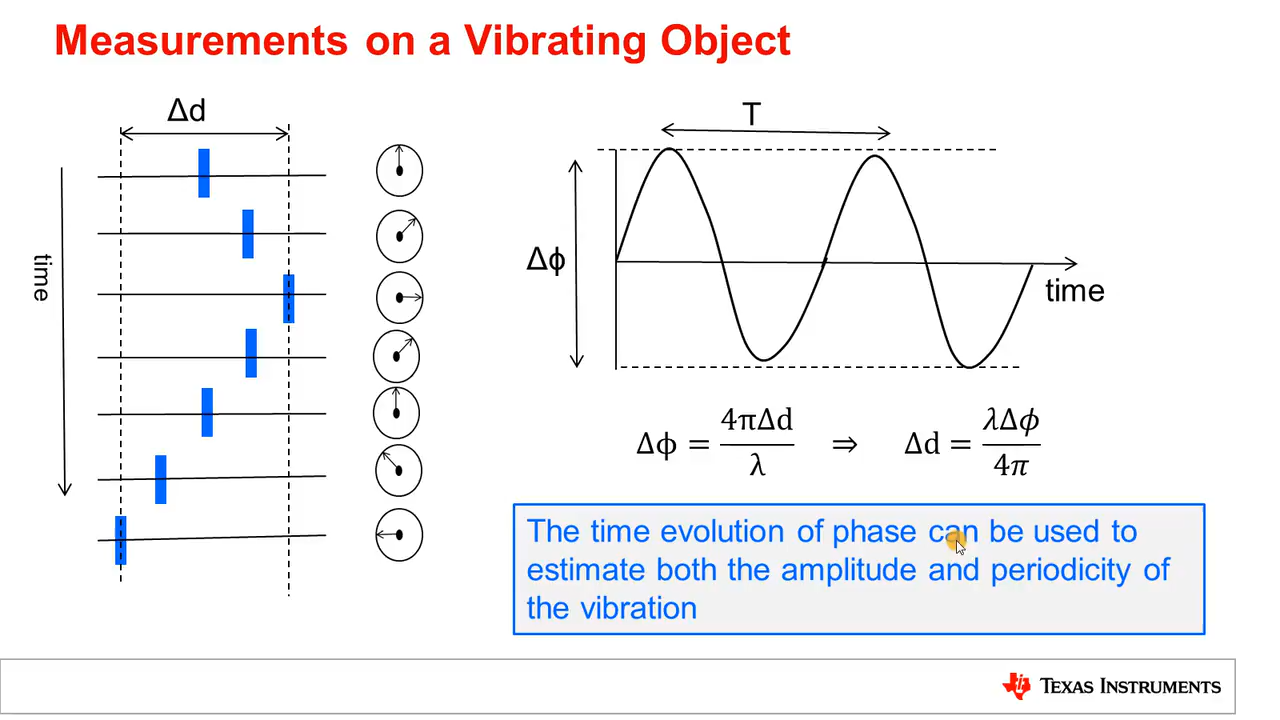 Measurements on a Vibrating Object
Δd
time
T
Δϕ
time
Δϕ = 4πΔd / λ ⇒ Δd = λΔϕ / 4π
The time evolution of phase can be used to
estimate both the amplitude and periodicity of
the vibration
TEXAS INSTRUMENTS